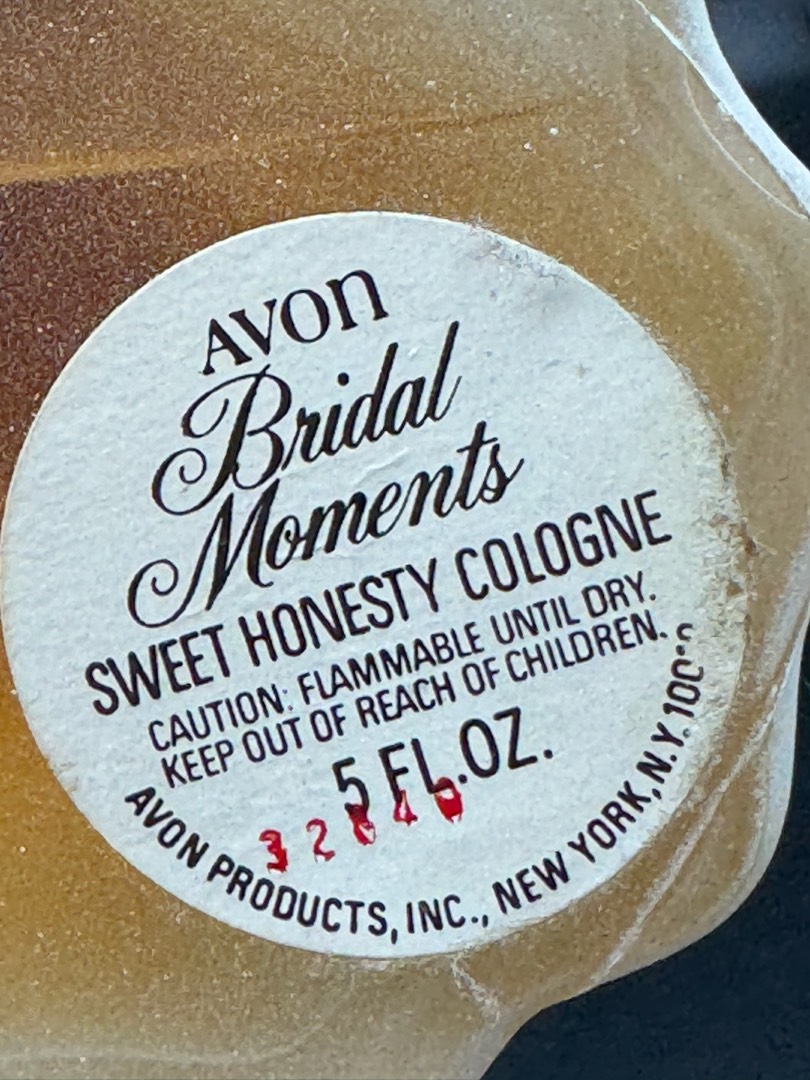 AVON
Bridal
Moments
SWEET HONESTY COLOGNE
CAUTION: FLAMMABLE UNTIL DRY.
KEEP OUT OF REACH OF CHILDREN.
5 FL.OZ.
AVON PRODUCTS, INC., NEW YORK, N.Y.